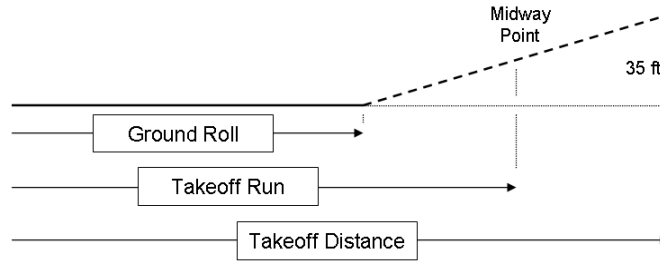 Midway
Point
35 ft
Ground Roll
Takeoff Run
Takeoff Distance